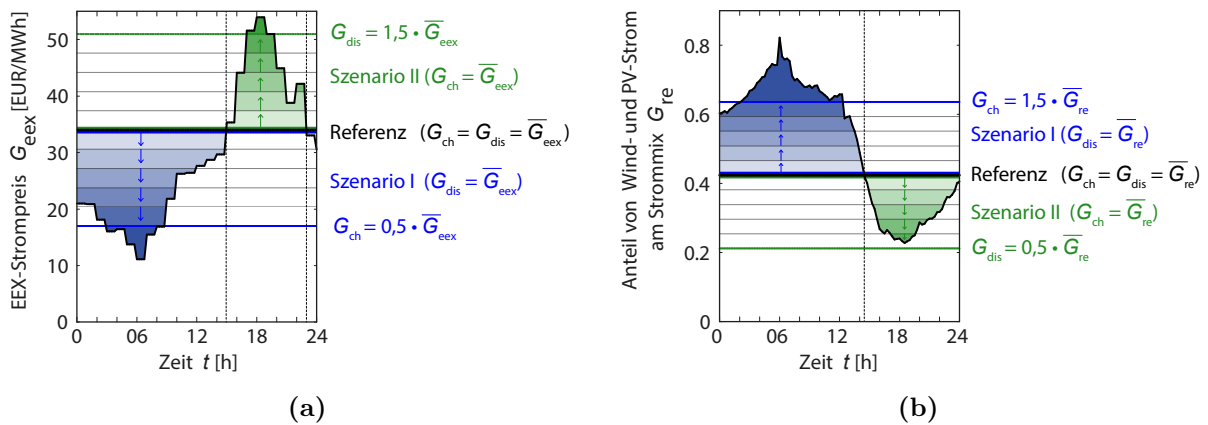 EEX-Strompreis G_eex [EUR/MWh]
50
40
30
20
10
0
0 06 12 18 24
Zeit t [h]
G_dis = 1,5 • G̅_eex
Szenario II (G_ch = G̅_eex)
Referenz (G_ch = G_dis = G̅_eex)
Szenario I (G_dis = G̅_eex)
G_ch = 0,5 • G̅_eex
(a)
Anteil von Wind- und PV-Strom
am Strommix G_re
0.8
0.6
0.4
0.2
0
0 06 12 18 24
Zeit t [h]
G_ch = 1,5 • G̅_re
Szenario I (G_dis = G̅_re)
Referenz (G_ch = G_dis = G̅_re)
Szenario II (G_ch = G̅_re)
G_dis = 0,5 • G̅_re
(b)